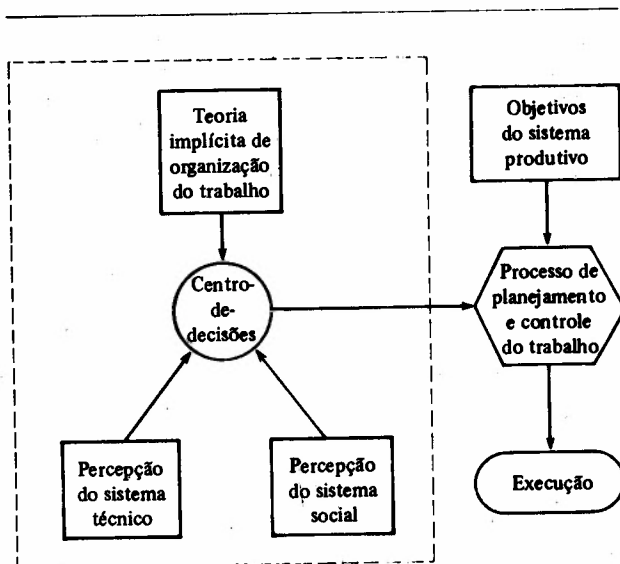 Teoria
implícita de
organização
do trabalho
Objetivos
do sistema
produtivo
Centro-
de-
decisões
Processo de
planejamento
e controle
do trabalho
Percepção
do sistema
técnico
Percepção
do sistema
social
Execução